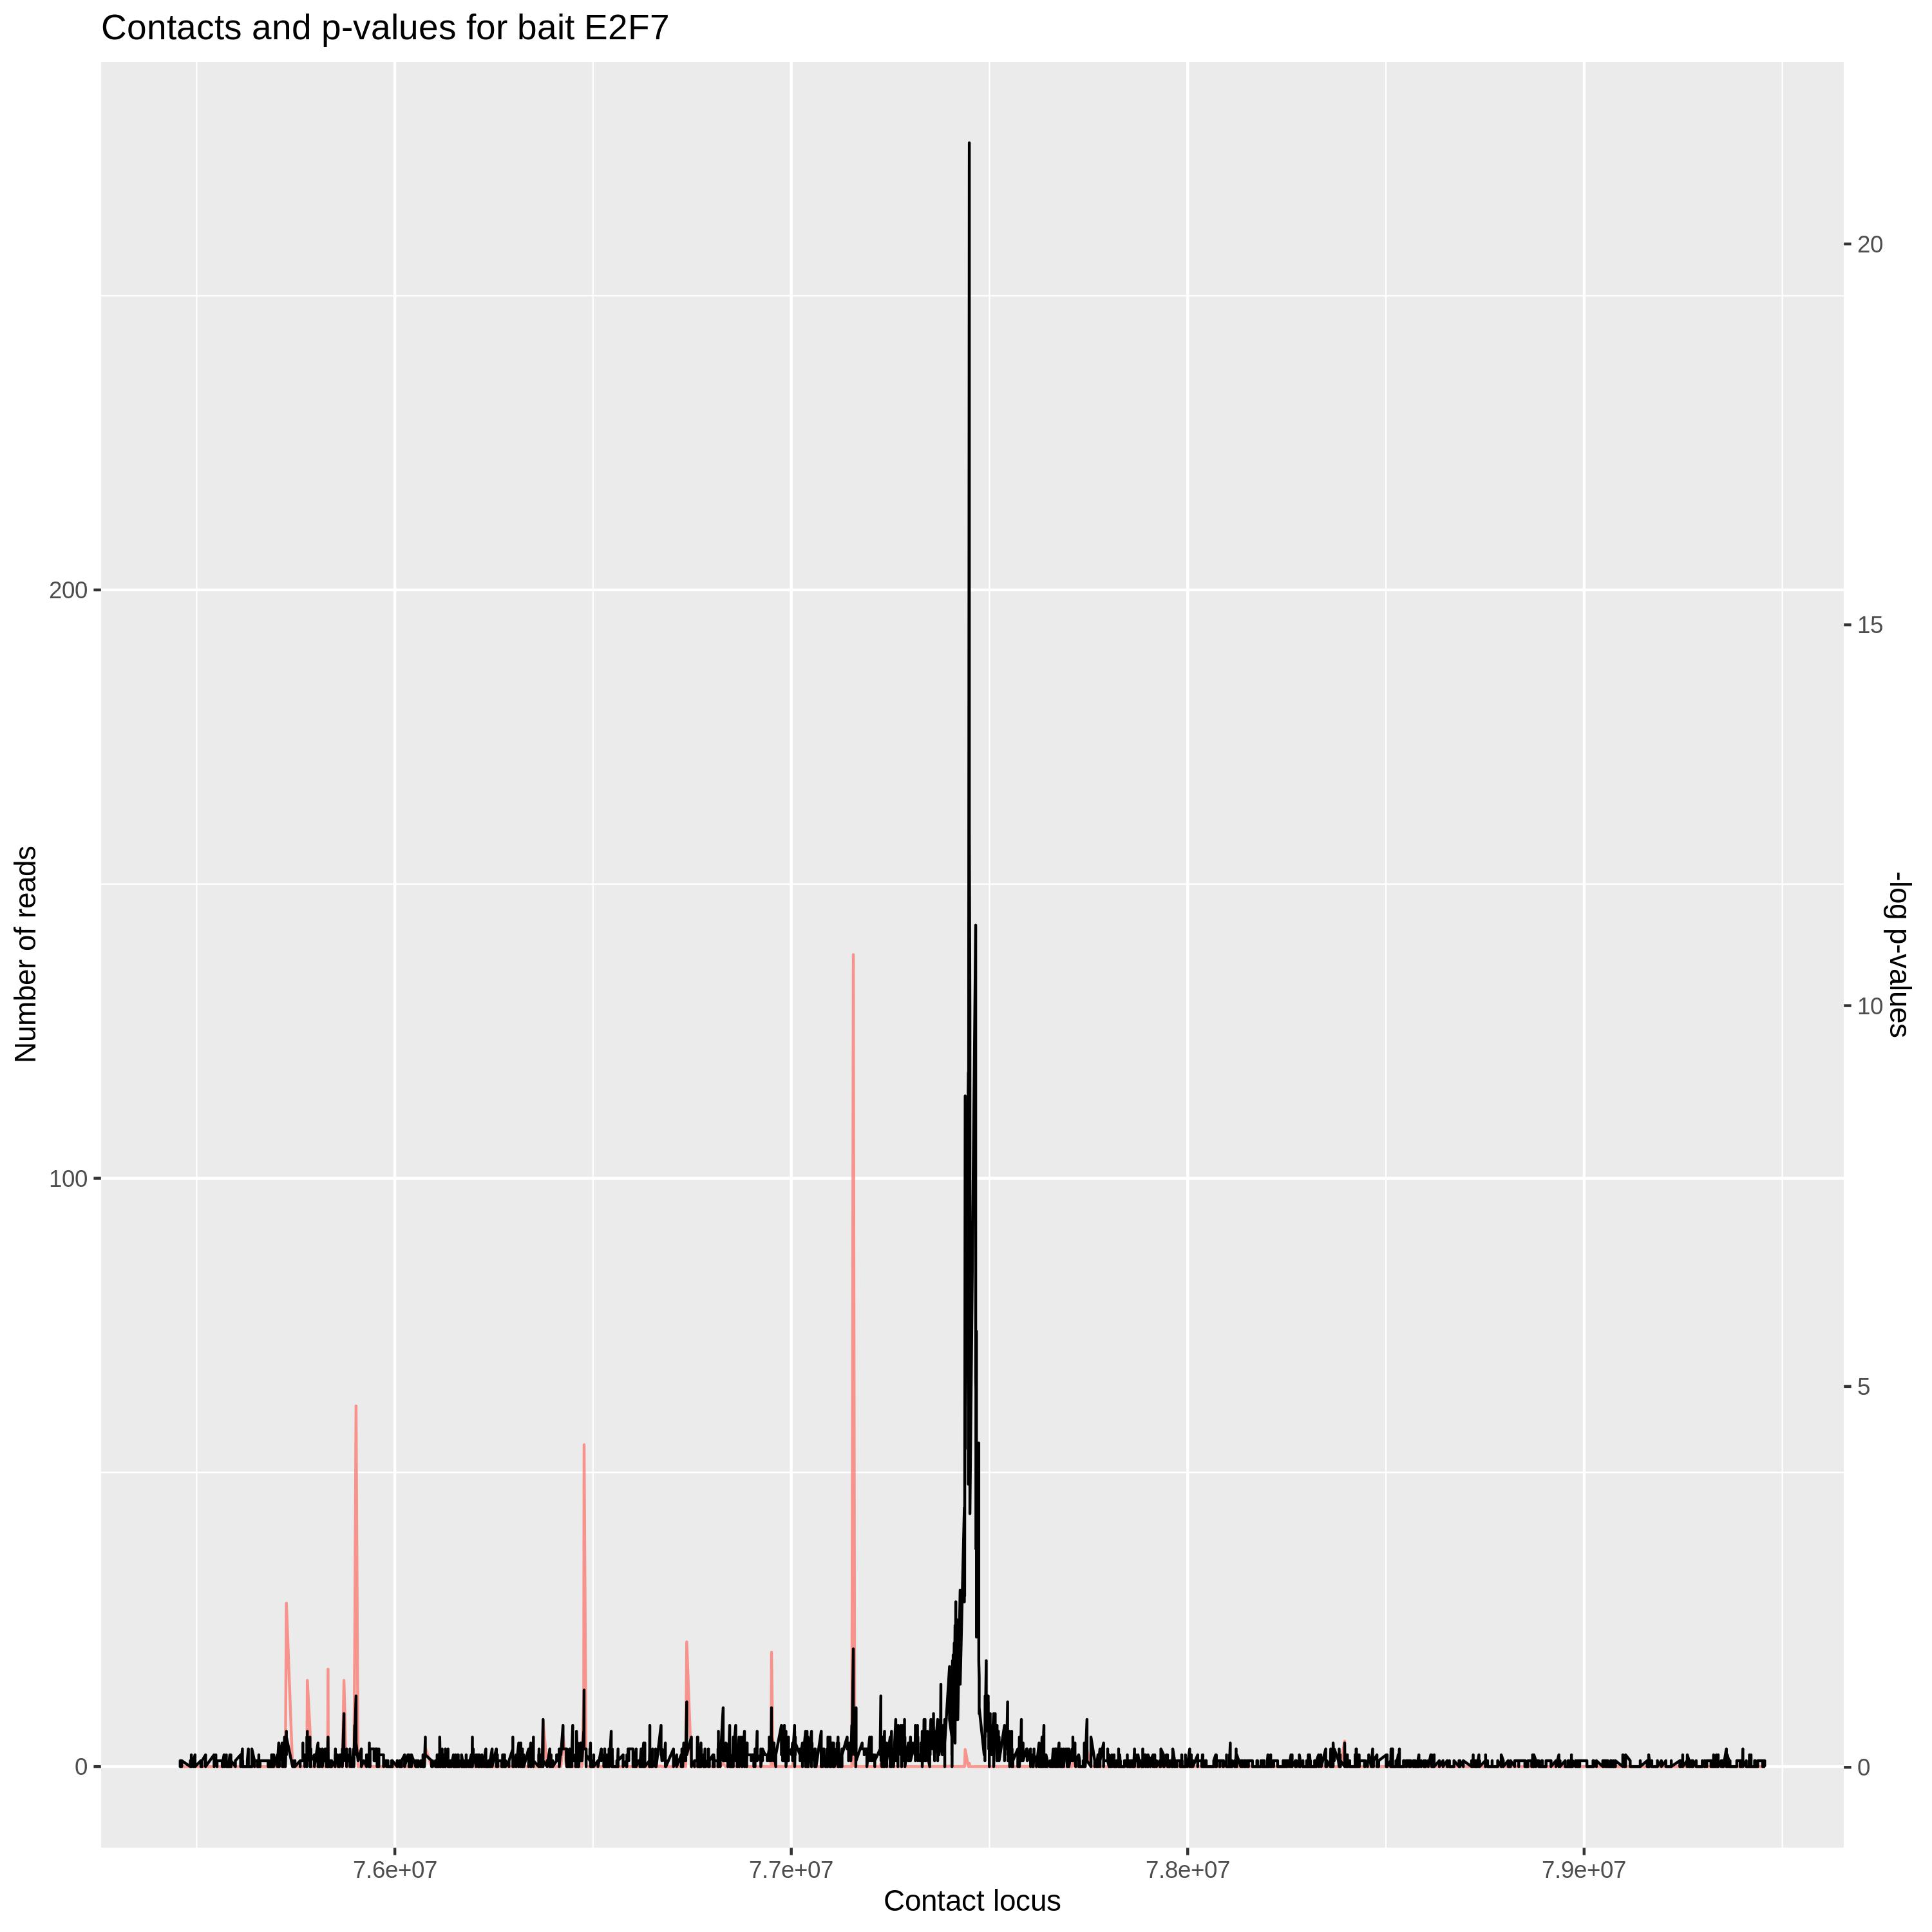 Contacts and p-values for bait E2F7
Number of reads
200
100
0
20
15
10
5
0
-log p-values
7.6e+07
7.7e+07
7.8e+07
7.9e+07
Contact locus